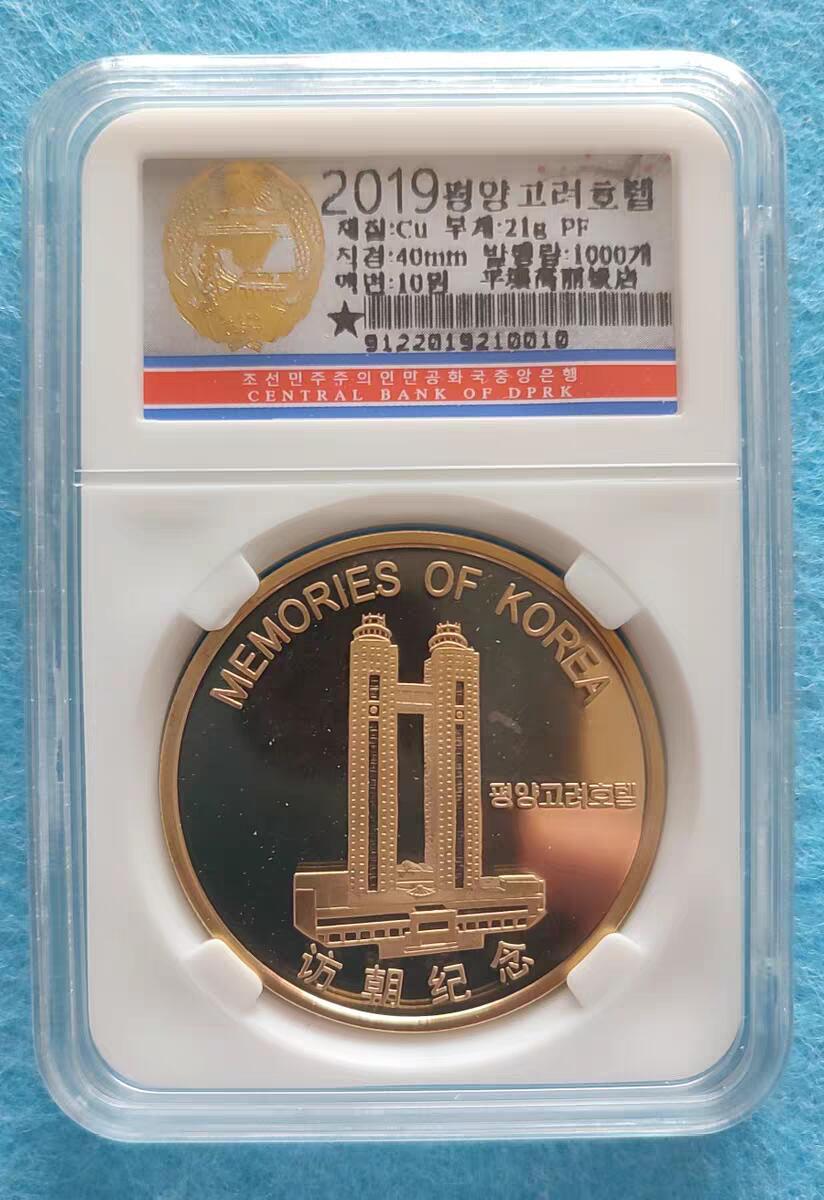 2019평양고려호텔
재질:Cu 무게:21g PF
직경:40mm 발행량:1000개
액면:10원 平壤高丽饭店
9122019210010
조선민주주의인민공화국중앙은행
CENTRAL BANK OF DPRK
MEMORIES OF KOREA
평양고려호텔
访朝纪念